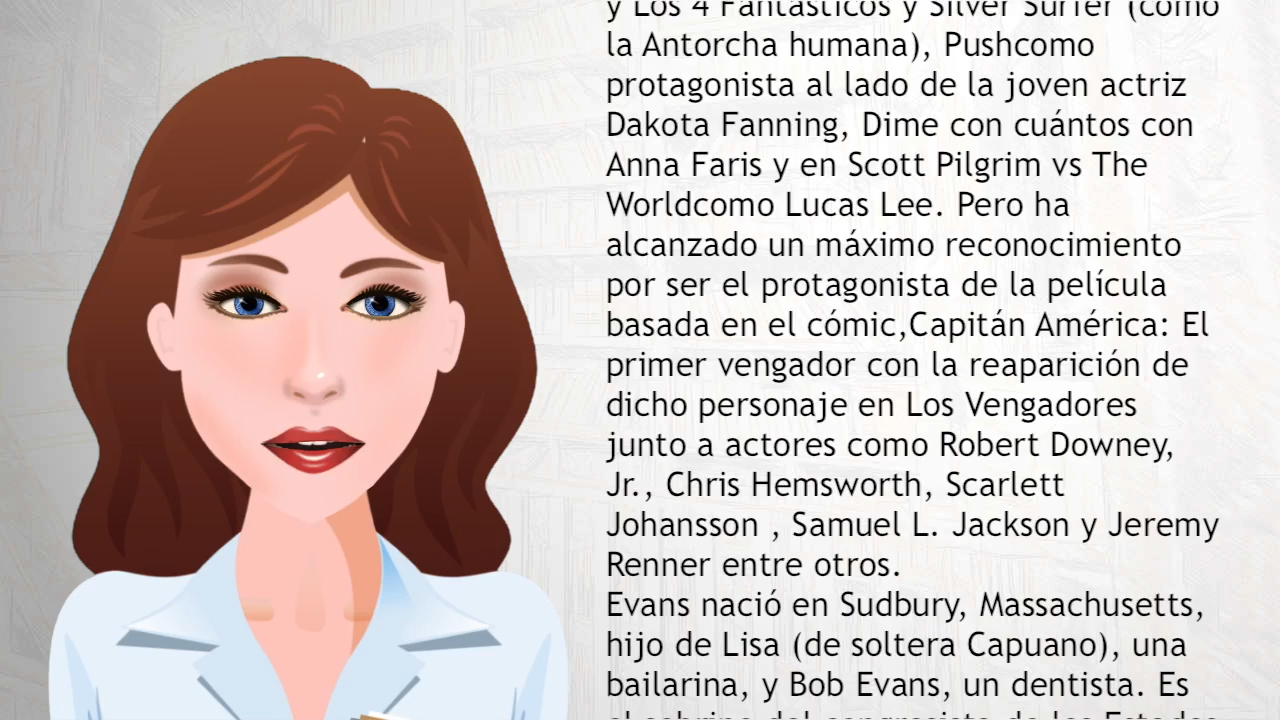 y Los 4 Fantásticos y Silver Surfer (como
la Antorcha humana), Pushcomo
protagonista al lado de la joven actriz
Dakota Fanning, Dime con cuántos con
Anna Faris y en Scott Pilgrim vs The
Worldcomo Lucas Lee. Pero ha
alcanzado un máximo reconocimiento
por ser el protagonista de la película
basada en el cómic,Capitán América: El
primer vengador con la reaparición de
dicho personaje en Los Vengadores
junto a actores como Robert Downey,
Jr., Chris Hemsworth, Scarlett
Johansson , Samuel L. Jackson y Jeremy
Renner entre otros.
Evans nació en Sudbury, Massachusetts,
hijo de Lisa (de soltera Capuano), una
bailarina, y Bob Evans, un dentista. Es